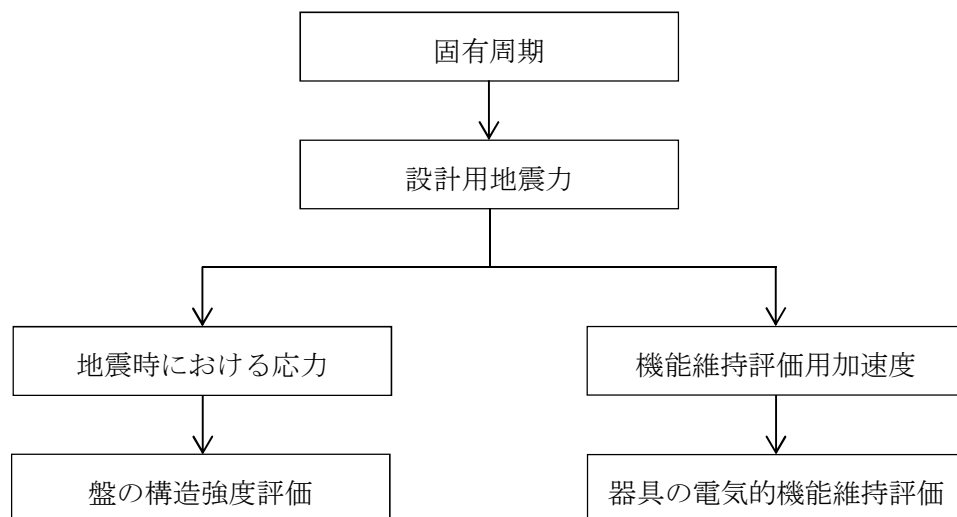 固有周期
設計用地震力
地震時における応力
機能維持評価用加速度
盤の構造強度評価
器具の電気的機能維持評価